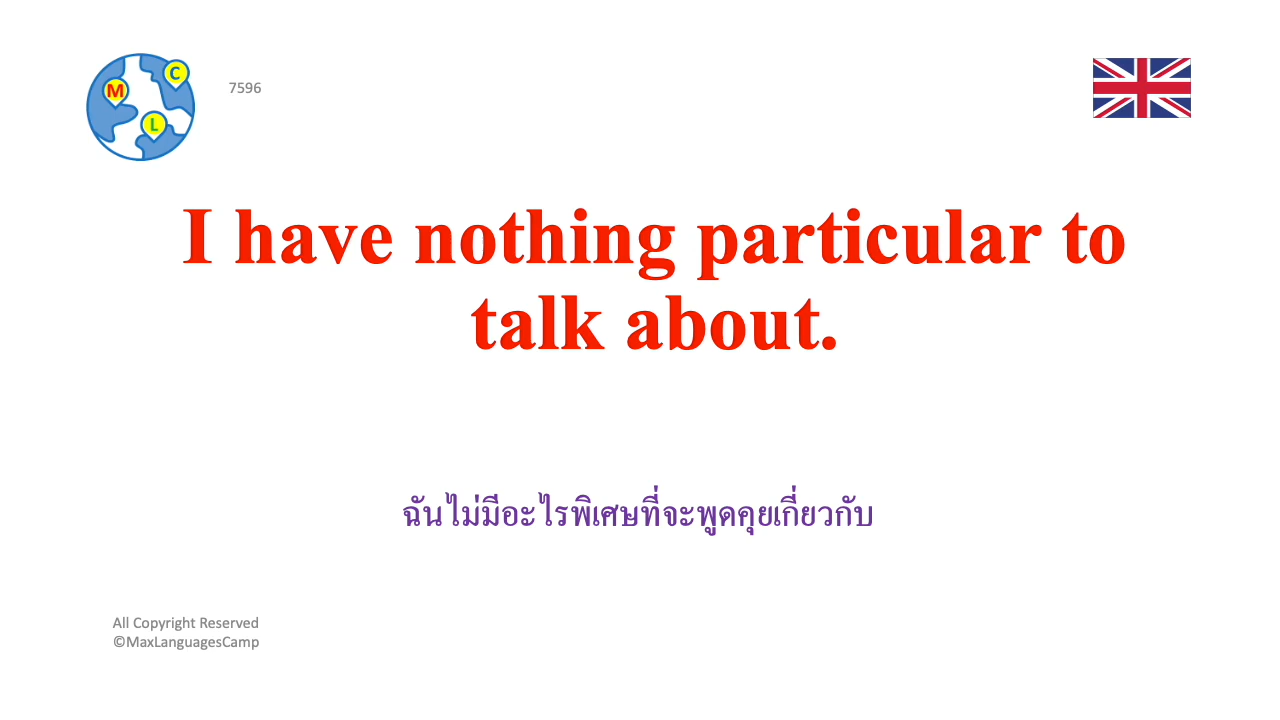 M
C
L
7596
I have nothing particular to
talk about.
ฉันไม่มีอะไรพิเศษที่จะพูดคุยเกี่ยวกับ
All Copyright Reserved
©MaxLanguagesCamp